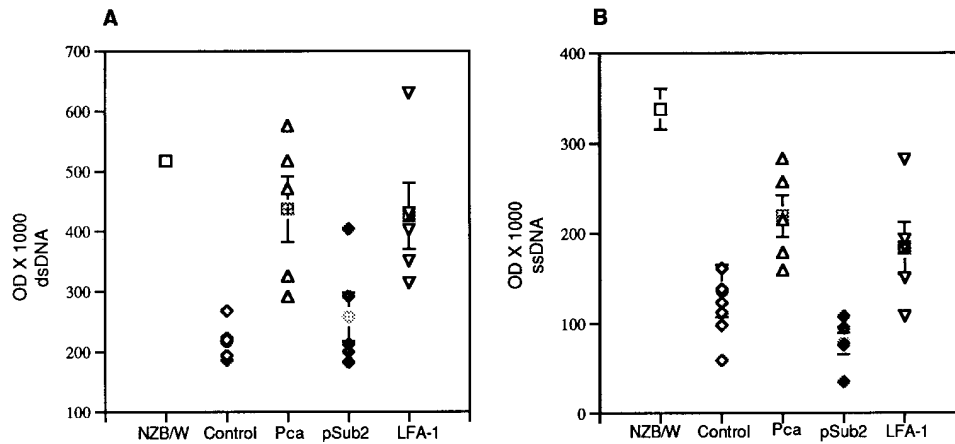 A
700
600
500
400
300
200
100
OD X 1000
dsDNA
NZB/W Control Pca pSub2 LFA-1
B
400
300
200
100
0
OD X 1000
ssDNA
NZB/W Control Pca pSub2 LFA-1